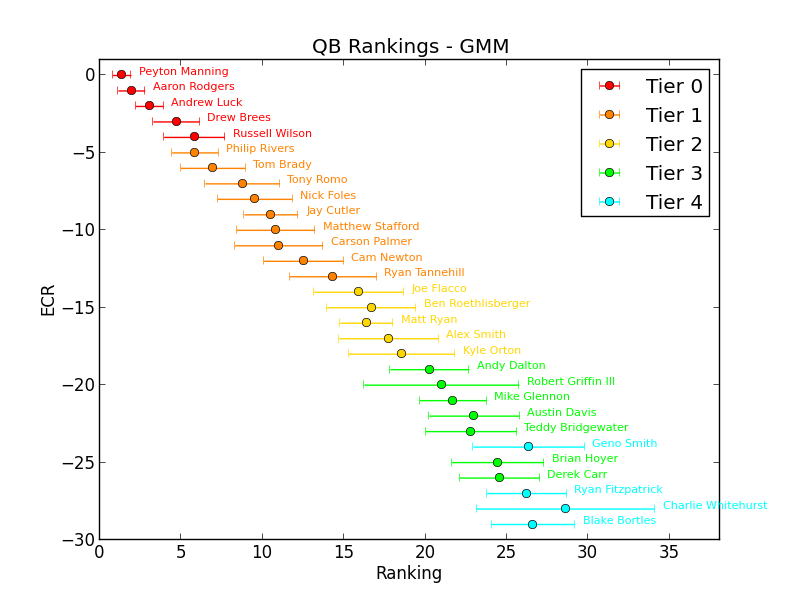 QB Rankings - GMM
Peyton Manning
Aaron Rodgers
Andrew Luck
Drew Brees
Russell Wilson
Philip Rivers
Tom Brady
Tony Romo
Nick Foles
Jay Cutler
Matthew Stafford
Carson Palmer
Cam Newton
Ryan Tannehill
Joe Flacco
Ben Roethlisberger
Matt Ryan
Alex Smith
Kyle Orton
Andy Dalton
Robert Griffin III
Mike Glennon
Austin Davis
Teddy Bridgewater
Geno Smith
Brian Hoyer
Derek Carr
Ryan Fitzpatrick
Charlie Whitehurst
Blake Bortles
Tier 0
Tier 1
Tier 2
Tier 3
Tier 4
ECR
0
−5
−10
−15
−20
−25
−30
0 5 10 15 20 25 30 35
Ranking